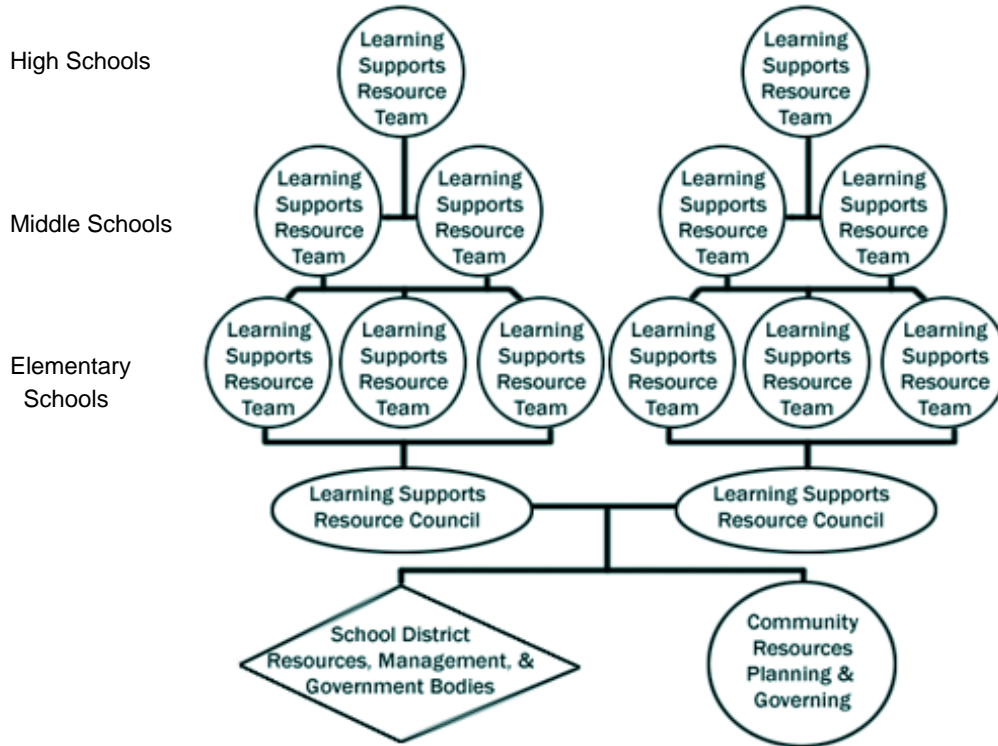 High Schools
Learning
Supports
Resource
Team
Learning
Supports
Resource
Team
Middle Schools
Learning
Supports
Resource
Team
Learning
Supports
Resource
Team
Learning
Supports
Resource
Team
Learning
Supports
Resource
Team
Elementary
Schools
Learning
Supports
Resource
Team
Learning
Supports
Resource
Team
Learning
Supports
Resource
Team
Learning
Supports
Resource
Team
Learning
Supports
Resource
Team
Learning
Supports
Resource
Team
Learning Supports
Resource Council
Learning Supports
Resource Council
School District
Resources, Management, &
Government Bodies
Community
Resources
Planning &
Governing